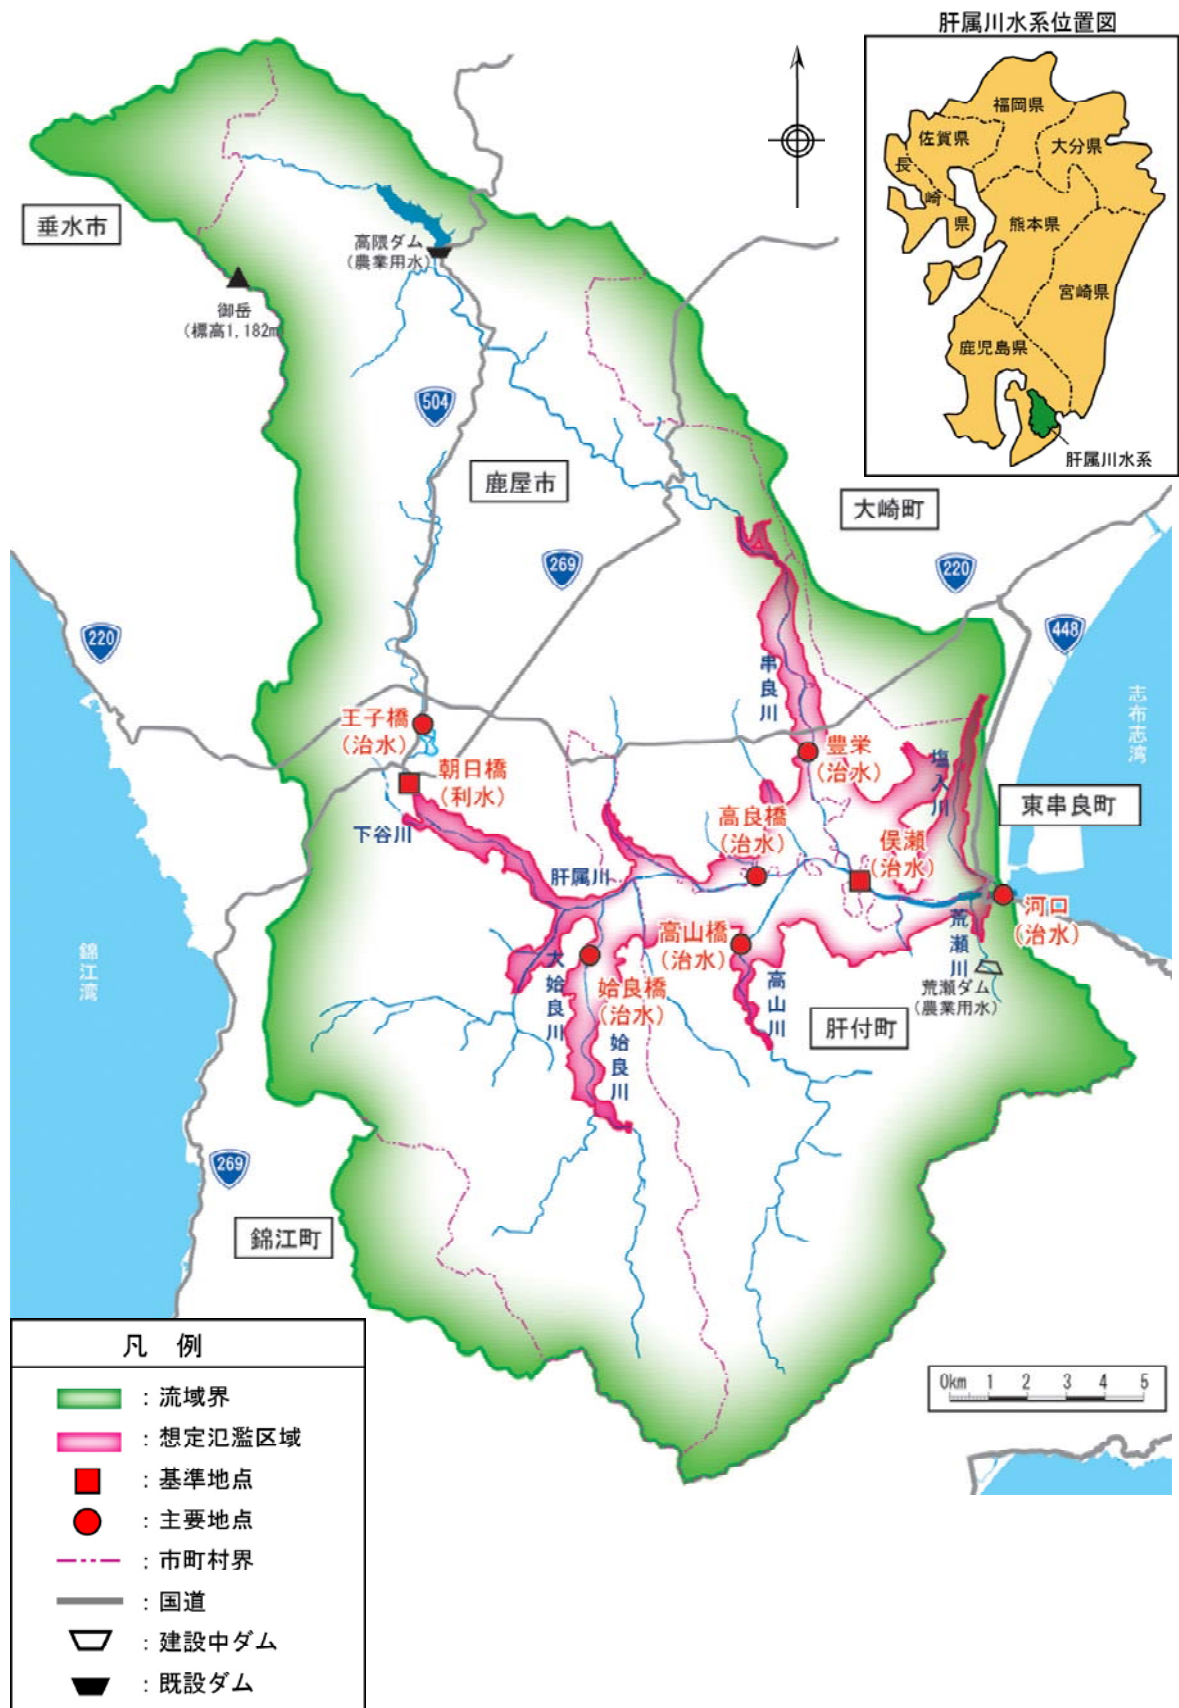 肝属川水系位置図
福岡県
佐賀県
大分県
長
崎
県
熊本県
宮崎県
鹿児島県
肝属川水系
垂水市
高隈ダム
(農業用水)
御岳
(標高1,182m
504
鹿屋市
大崎町
269
220
220
448
串良川
志布志湾
王子橋
(治水)
豊栄
(治水)
塩入川
朝日橋
(利水)
東串良町
下谷川
高良橋
(治水)
俣瀬
(治水)
肝属川
河口
(治水)
荒瀬川
高山橋
(治水)
錦江湾
大姶良川
姶良橋
(治水)
高山川
荒瀬ダム
(農業用水)
肝付町
姶良川
269
錦江町
凡 例
:流域界
:想定氾濫区域
:基準地点
:主要地点
:市町村界
:国道
:建設中ダム
:既設ダム
0km 1 2 3 4 5